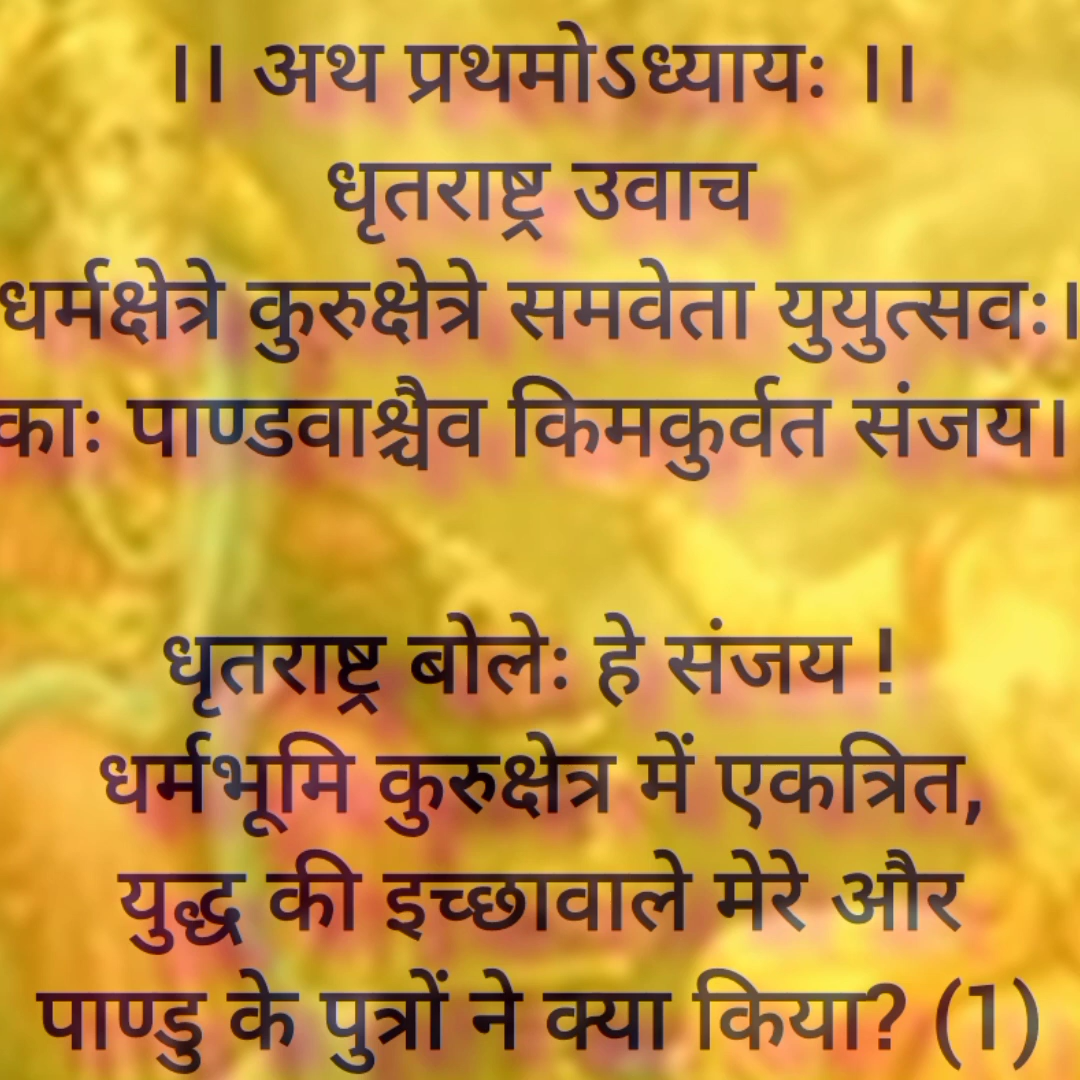 ।। अथ प्रथमोऽध्यायः ।।
धृतराष्ट्र उवाच
धर्मक्षेत्रे कुरुक्षेत्रे समवेता युयुत्सवः।
काः पाण्डवाश्चैव किमकुर्वत संजय।
धृतराष्ट्र बोलेः हे संजय !
धर्मभूमि कुरुक्षेत्र में एकत्रित,
युद्ध की इच्छावाले मेरे और
पाण्डु के पुत्रों ने क्या किया? (1)